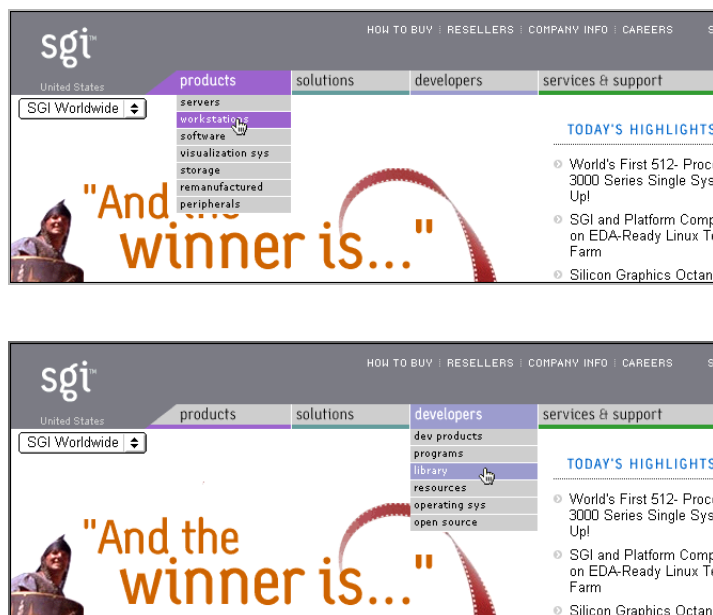 sgi™
HOW TO BUY | RESELLERS | COMPANY INFO | CAREERS
United States
products
solutions
developers
services & support
SGI Worldwide
servers
workstations
software
visualization sys
storage
remanufactured
peripherals
TODAY'S HIGHLIGHTS
World's First 512- Proc
3000 Series Single Sys
Up!
SGI and Platform Comp
on EDA-Ready Linux Te
Farm
Silicon Graphics Octan
"And the
winner is..."
sgi™
HOW TO BUY | RESELLERS | COMPANY INFO | CAREERS
United States
products
solutions
developers
services & support
SGI Worldwide
dev products
programs
library
resources
operating sys
open source
TODAY'S HIGHLIGHTS
World's First 512- Proc
3000 Series Single Sys
Up!
SGI and Platform Comp
on EDA-Ready Linux Te
Farm
Silicon Graphics Octan
"And the
winner is..."